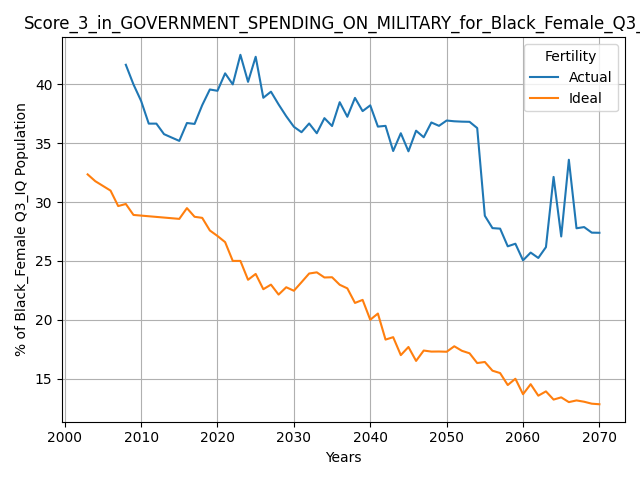 Score_3_in_GOVERNMENT_SPENDING_ON_MILITARY_for_Black_Female_Q3_
Fertility
Actual
Ideal
% of Black_Female Q3_IQ Population
40
35
30
25
20
15
2000 2010 2020 2030 2040 2050 2060 2070
Years